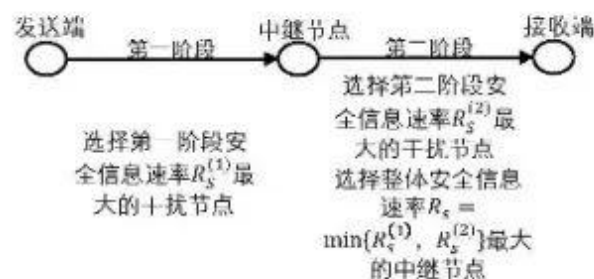 发送端
中继节点
接收端
第一阶段
第二阶段
选择第一阶段安
全信息速率R_S^{(1)}最
大的干扰节点
选择第二阶段安
全信息速率R_S^{(2)}最
大的干扰节点
选择整体安全信息
速率R_s =
min{R_s^{(1)}, R_s^{(2)}}最大
的中继节点